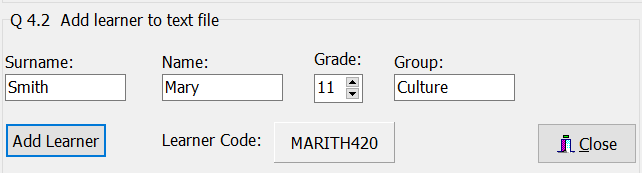 Q 4.2 Add learner to text file
Surname: Name: Grade: Group:
Smith Mary 11 Culture
Add Learner Learner Code: MARITH420 Close